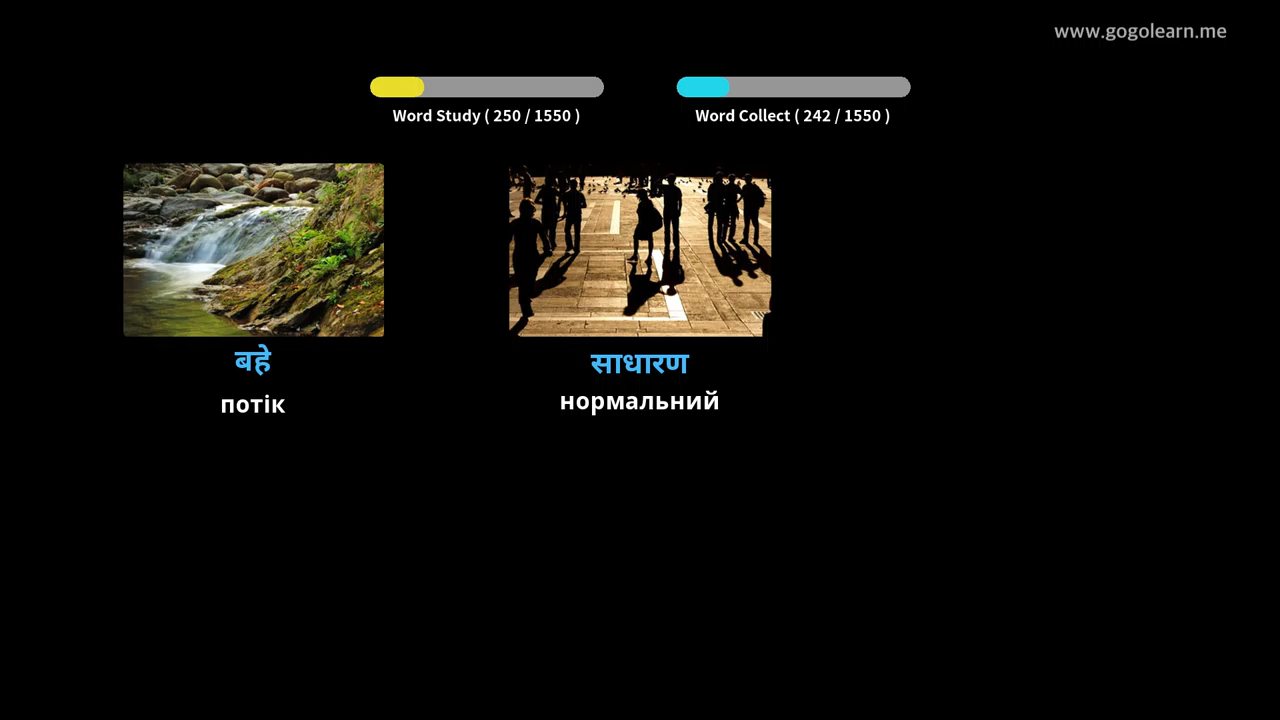 www.gogolearn.me
Word Study ( 250 / 1550 )
Word Collect ( 242 / 1550 )
बहे
साधारण
потік
нормальний